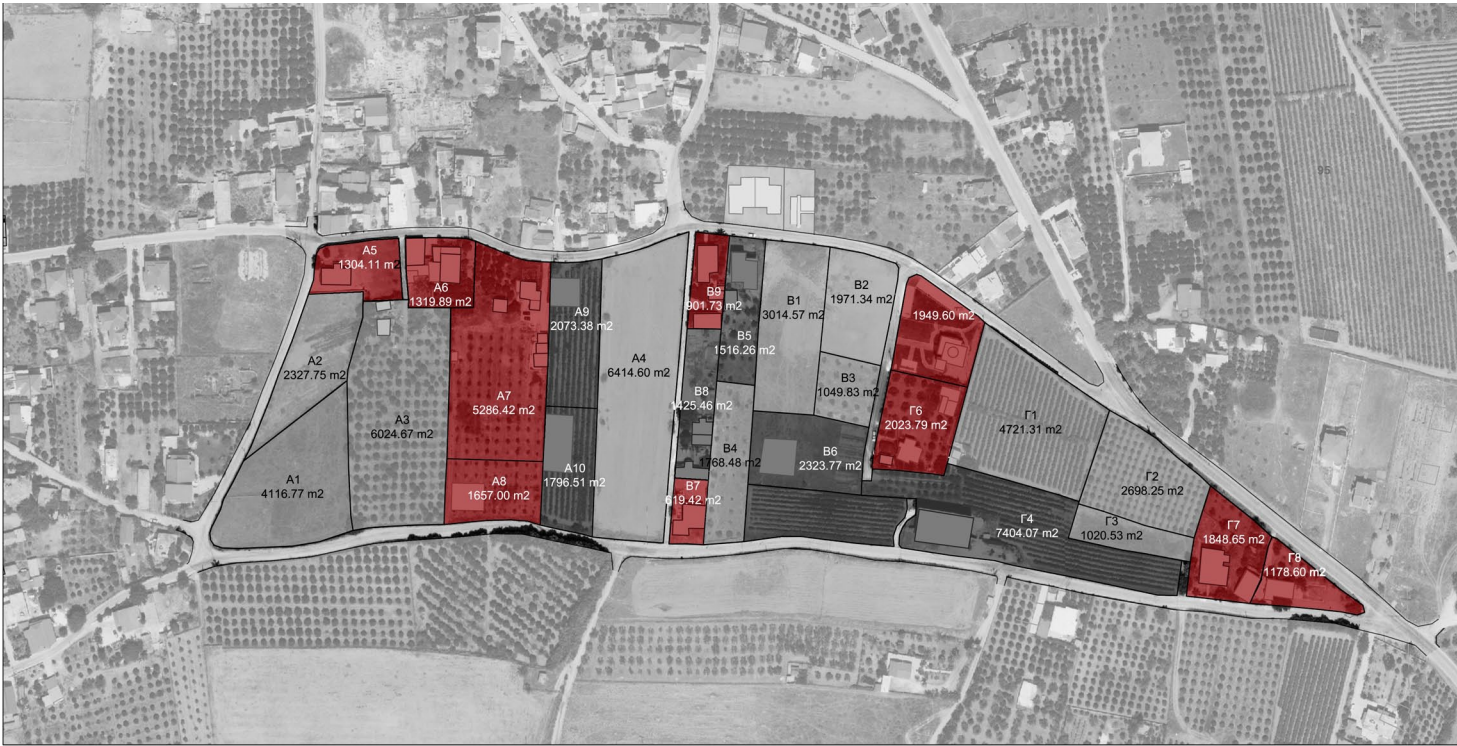 95
A5
1304.11 m2
A6
1319.89 m2
A9
2073.38 m2
A4
6414.60 m2
B9
901.73 m2
B5
1516.26 m2
B1
3014.57 m2
B2
1971.34 m2
1949.60 m2
A2
2327.75 m2
A3
6024.67 m2
A7
5286.42 m2
B8
1425.46 m2
B3
1049.83 m2
Γ6
2023.79 m2
Γ1
4721.31 m2
A1
4116.77 m2
A8
1657.00 m2
A10
1796.51 m2
B4
1768.48 m2
B6
2323.77 m2
B7
619.42 m2
Γ2
2698.25 m2
Γ4
7404.07 m2
Γ3
1020.53 m2
Γ7
1848.65 m2
Γ8
1178.60 m2